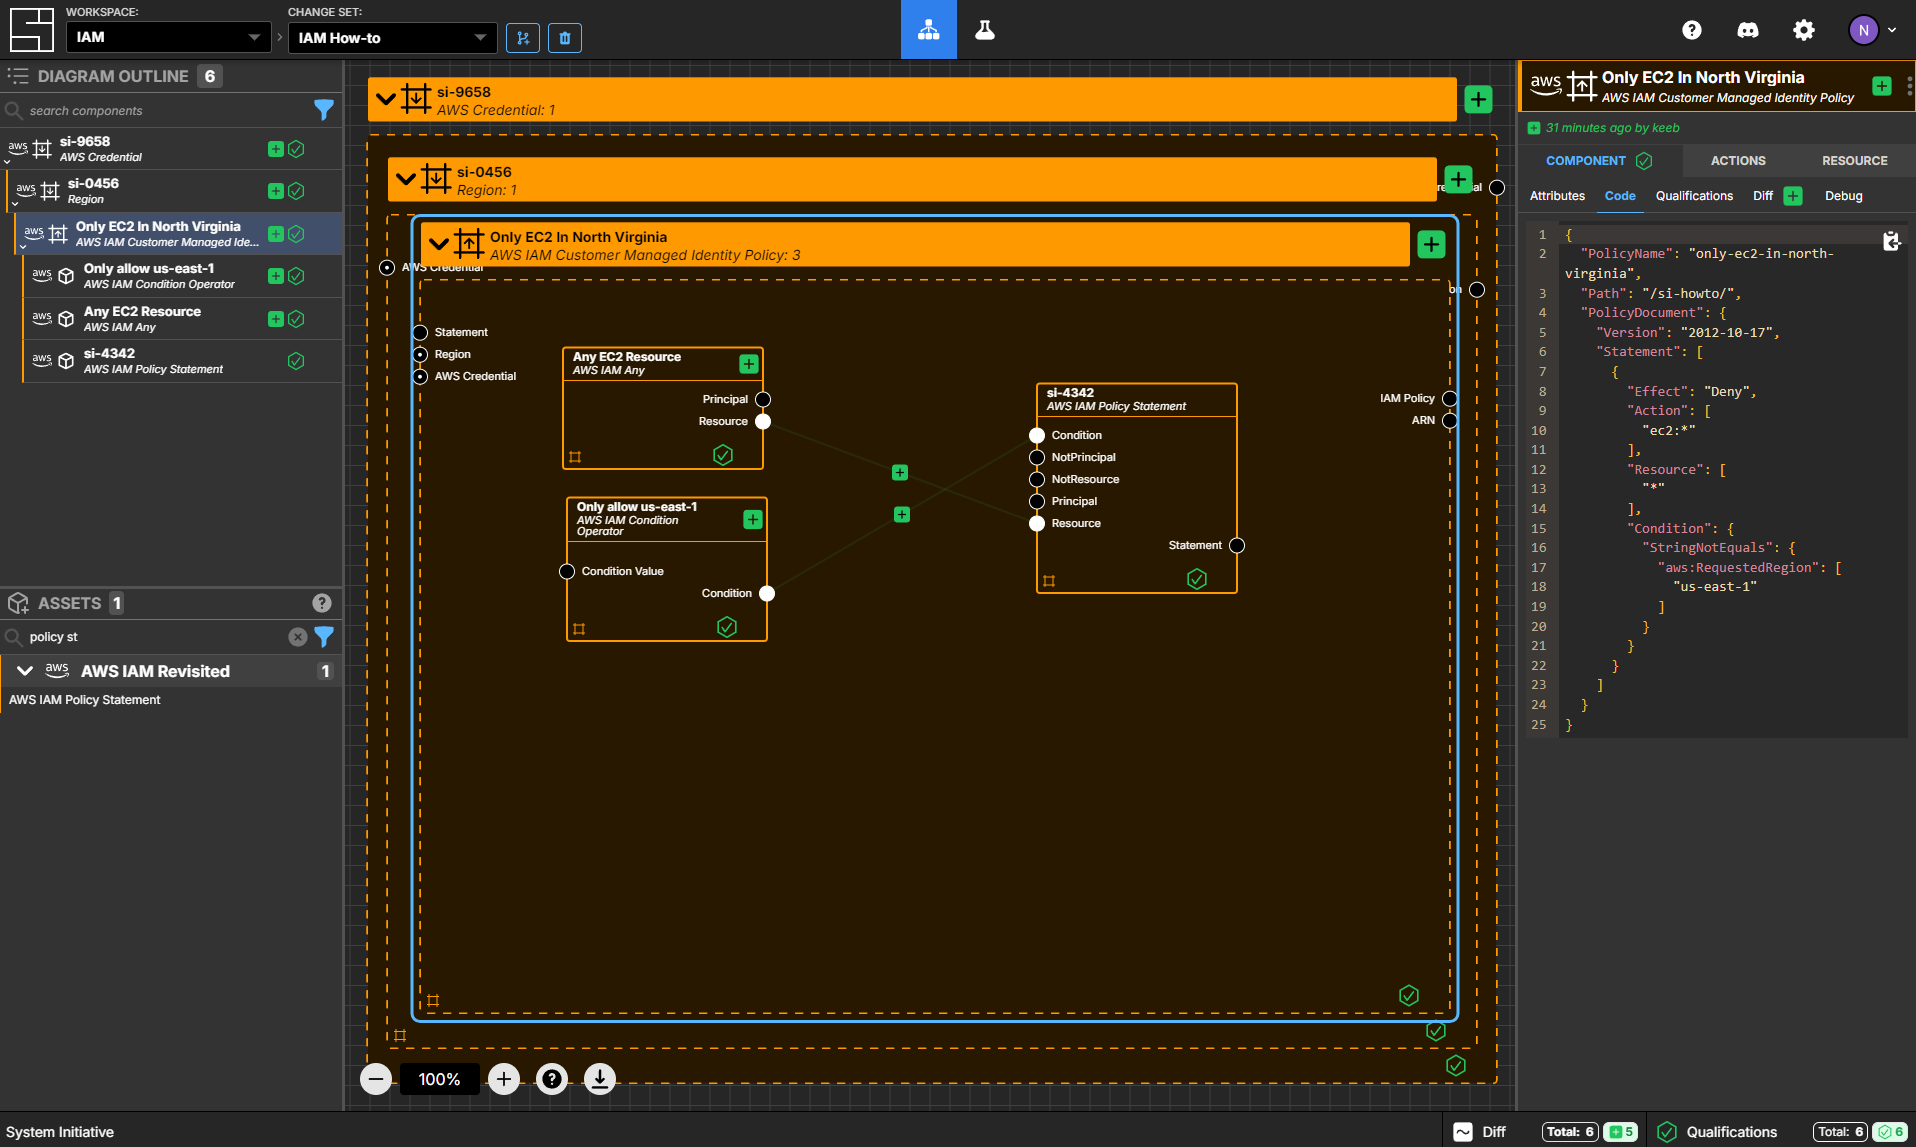 WORKSPACE:
IAM
CHANGE SET:
IAM How-to
N
DIAGRAM OUTLINE 6
search components
aws si-9658
AWS Credential
aws si-0456
Region
aws Only EC2 In North Virginia
AWS IAM Customer Managed Ide...
aws Only allow us-east-1
AWS IAM Condition Operator
aws Any EC2 Resource
AWS IAM Any
aws si-4342
AWS IAM Policy Statement
ASSETS 1
policy st
aws AWS IAM Revisited 1
AWS IAM Policy Statement
si-9658
AWS Credential: 1
si-0456
Region: 1
Only EC2 In North Virginia
AWS IAM Customer Managed Identity Policy: 3
AWS Credential
Statement
Region
AWS Credential
Any EC2 Resource
AWS IAM Any
Principal
Resource
Only allow us-east-1
AWS IAM Condition
Operator
Condition Value
Condition
si-4342
AWS IAM Policy Statement
Condition
NotPrincipal
NotResource
Principal
Resource
Statement
IAM Policy
ARN
100%
aws Only EC2 In North Virginia
AWS IAM Customer Managed Identity Policy
31 minutes ago by keeb
COMPONENT ACTIONS RESOURCE
Attributes Code Qualifications Diff Debug
1 {
2 "PolicyName": "only-ec2-in-north-
virginia",
3 "Path": "/si-howto/",
4 "PolicyDocument": {
5 "Version": "2012-10-17",
6 "Statement": [
7 {
8 "Effect": "Deny",
9 "Action": [
10 "ec2:*"
11 ],
12 "Resource": [
13 "*"
14 ],
15 "Condition": {
16 "StringNotEquals": {
17 "aws:RequestedRegion": [
18 "us-east-1"
19 ]
20 }
21 }
22 }
23 ]
24 }
25 }
System Initiative
Diff Total: 6 5
Qualifications Total: 6 6